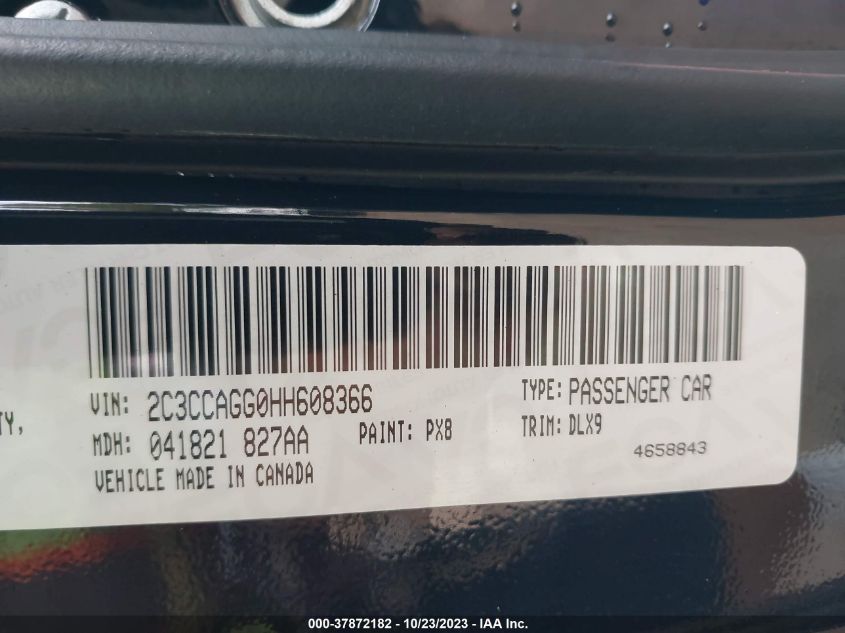 VIN: 2C3CCAGG0HH608366
TYPE: PASSENGER CAR
TY,
MDH: 041821 827AA
PAINT: PX8
TRIM: DLX9
4658843
VEHICLE MADE IN CANADA
000-37872182 - 10/23/2023 - IAA Inc.